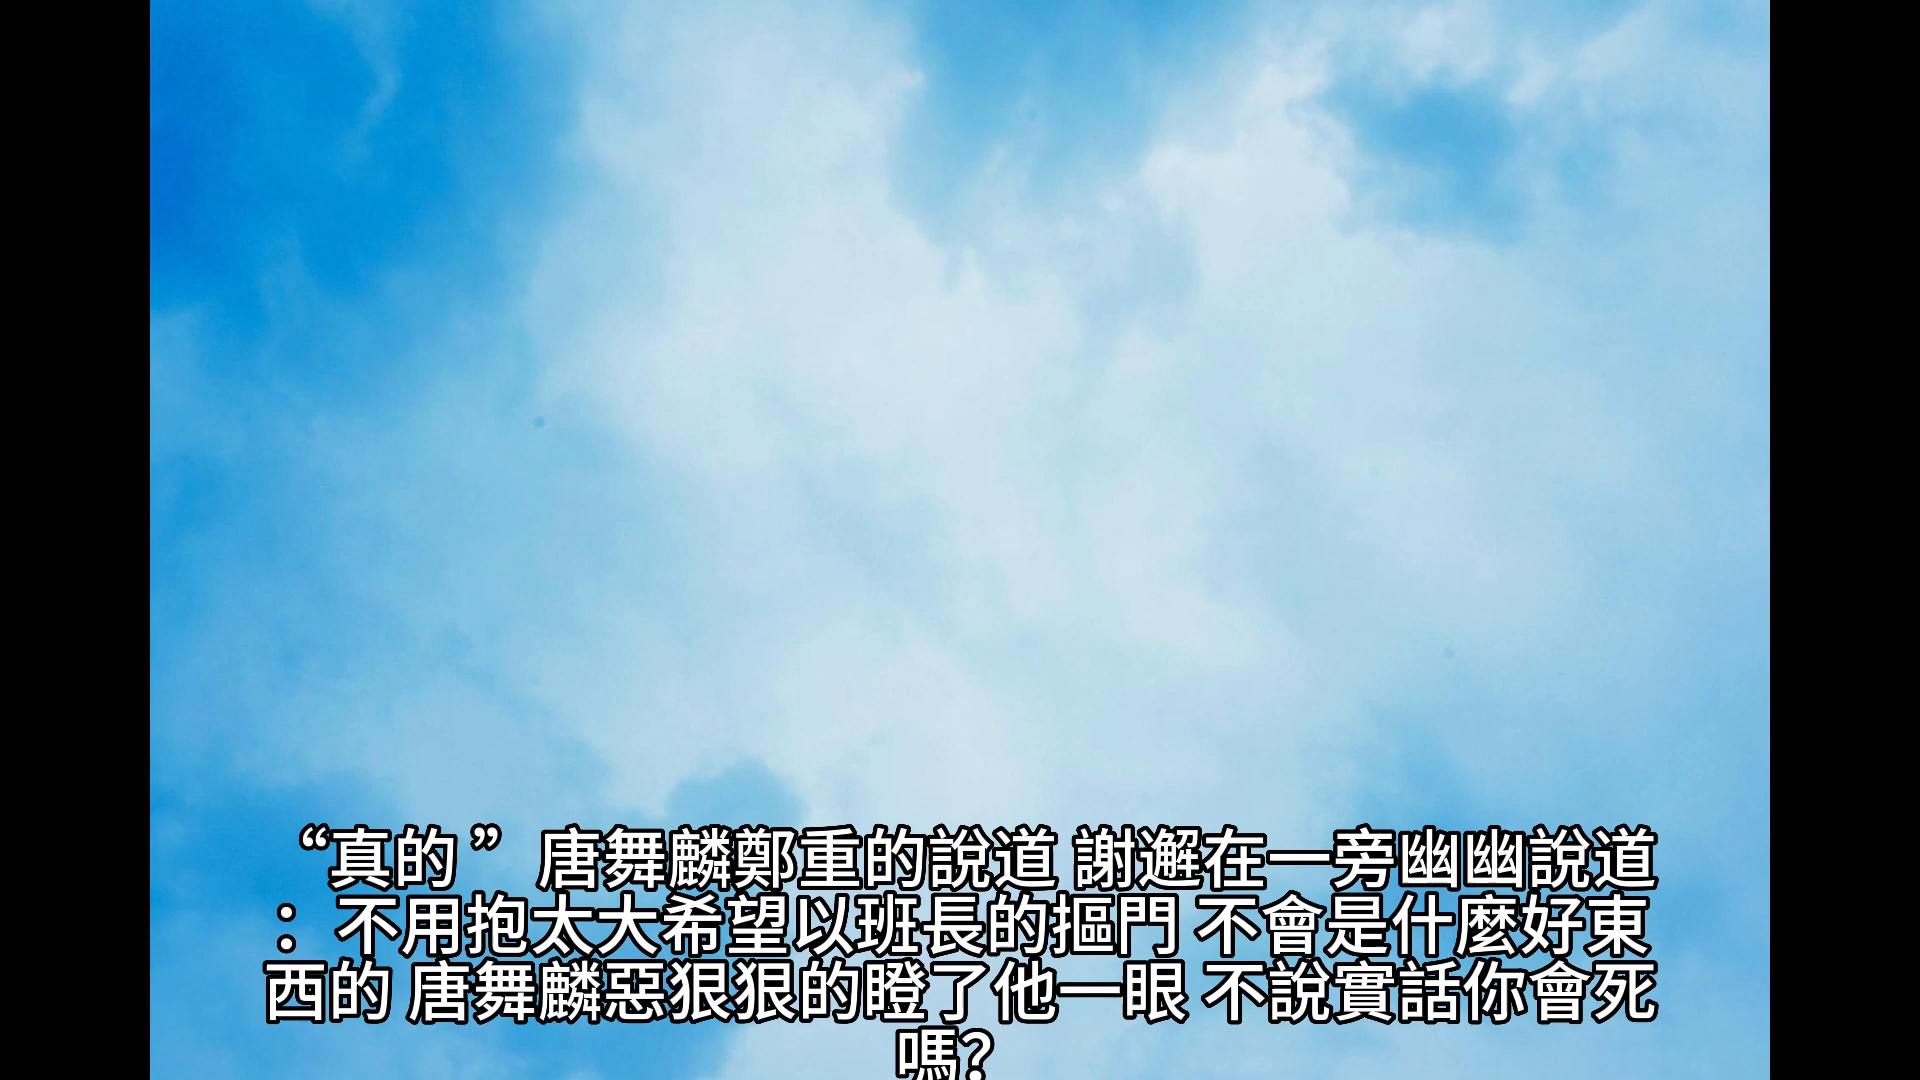 “真的 ” 唐舞麟鄭重的說道 謝邂在一旁幽幽說道
：不用抱太大希望以班長的摳門 不會是什麼好東
西的 唐舞麟惡狠狠的瞪了他一眼 不說實話你會死
嗎？